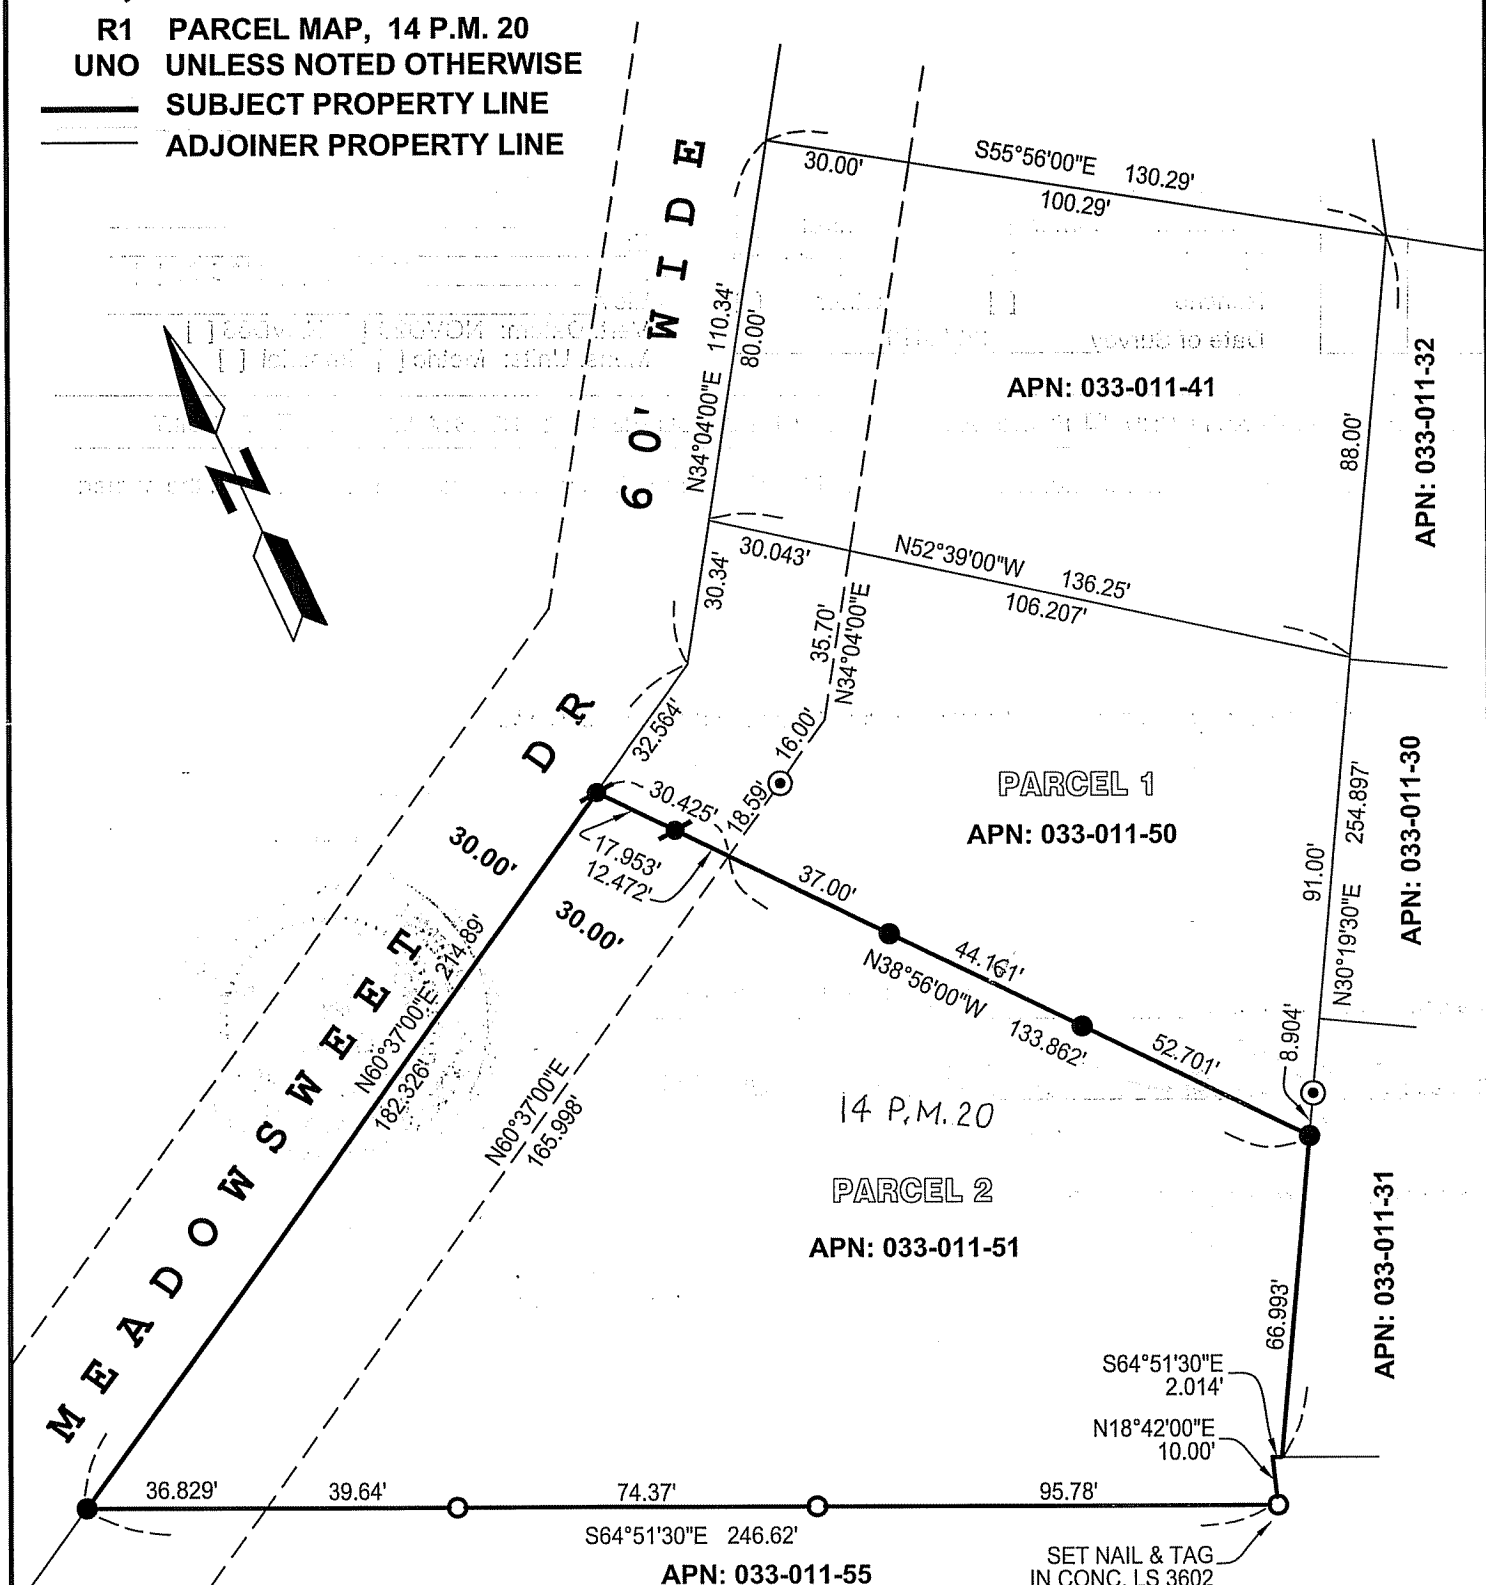 R1 PARCEL MAP, 14 P.M. 20
UNO UNLESS NOTED OTHERWISE
SUBJECT PROPERTY LINE
ADJOINER PROPERTY LINE
60' WIDE
30.00'
S55°56'00"E 130.29'
100.29'
N34°04'00"E 110.34'
80.00'
APN: 033-011-41
88.00'
APN: 033-011-32
N
30.043'
N52°39'00"W 136.25'
106.207'
30.34'
35.70'
N34°04'00"E
MEADOWSWEET DR
32.564'
16.00'
18.59'
30.425'
17.953'
12.472'
30.00'
30.00'
PARCEL 1
APN: 033-011-50
91.00'
N30°19'30"E 254.897'
APN: 033-011-30
37.00'
44.161'
N38°56'00"W 133.862'
52.701'
8.904'
N60°37'00"E 214.89'
182.326'
N60°37'00"E
165.998'
14 P.M. 20
PARCEL 2
APN: 033-011-51
66.993'
APN: 033-011-31
S64°51'30"E
2.014'
N18°42'00"E
10.00'
36.829' 39.64' 74.37' 95.78'
S64°51'30"E 246.62'
APN: 033-011-55
SET NAIL & TAG
IN CONC. LS 3602